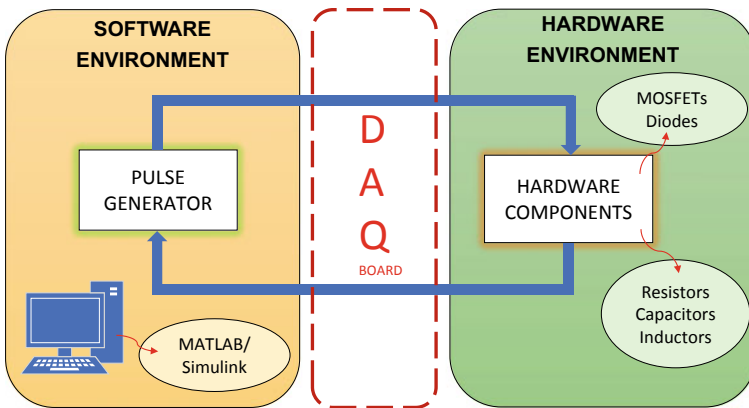 SOFTWARE
ENVIRONMENT
PULSE
GENERATOR
MATLAB/
Simulink
D
A
Q
BOARD
HARDWARE
ENVIRONMENT
MOSFETs
Diodes
HARDWARE
COMPONENTS
Resistors
Capacitors
Inductors